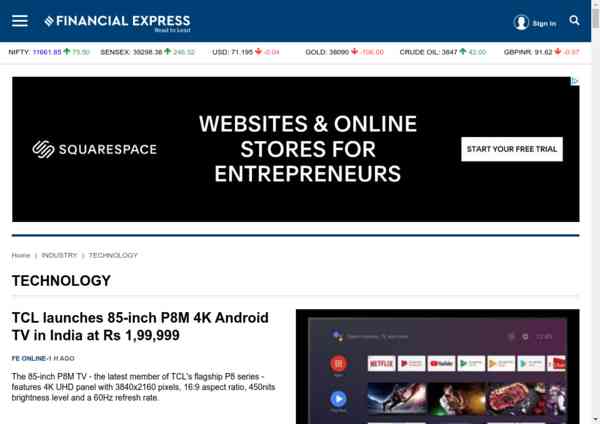 FINANCIAL EXPRESS
Read to Lead
Sign in
NIFTY: 11661.85 75.50 SENSEX: 39298.38 246.32 USD: 71.195 -0.04 GOLD: 38090 -106.00 CRUDE OIL: 3847 42.00 GBPINR: 91.62 -0.97
SQUARESPACE
WEBSITES & ONLINE
STORES FOR
ENTREPRENEURS
START YOUR FREE TRIAL
Home | INDUSTRY | TECHNOLOGY
TECHNOLOGY
TCL launches 85-inch P8M 4K Android
TV in India at Rs 1,99,999
FE ONLINE-1 H AGO
The 85-inch P8M TV - the latest member of TCL's flagship P8 series -
features 4K UHD panel with 3840x2160 pixels, 16:9 aspect ratio, 450nits
brightness level and a 60Hz refresh rate.
12:45
NETFLIX